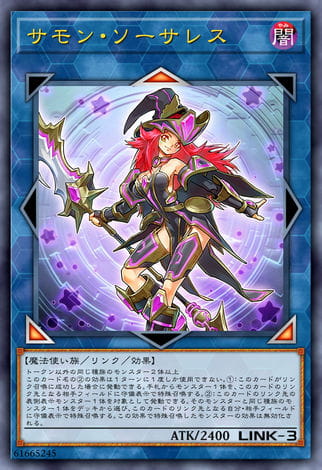 サモン・ソーサレス
やみ
闇
【魔法使い族／リンク／効果】
トークン以外の同じ種族のモンスター２体以上
このカード名の②の効果は１ターンに１度しか使用できない。①：このカードがリン
ク召喚に成功した場合に発動できる。手札からモンスター１体を、このカードのリン
ク先となる相手フィールドに守備表示で特殊召喚する。②：このカードのリンク先の
表側表示モンスター１体を対象として発動できる。そのモンスターと同じ種族のモ
ンスター１体をデッキから選び、このカードのリンク先となる自分・相手フィールド
に守備表示で特殊召喚する。この効果で特殊召喚したモンスターの効果は無効化さ
れる。
ATK/2400 LINK-3
61665245